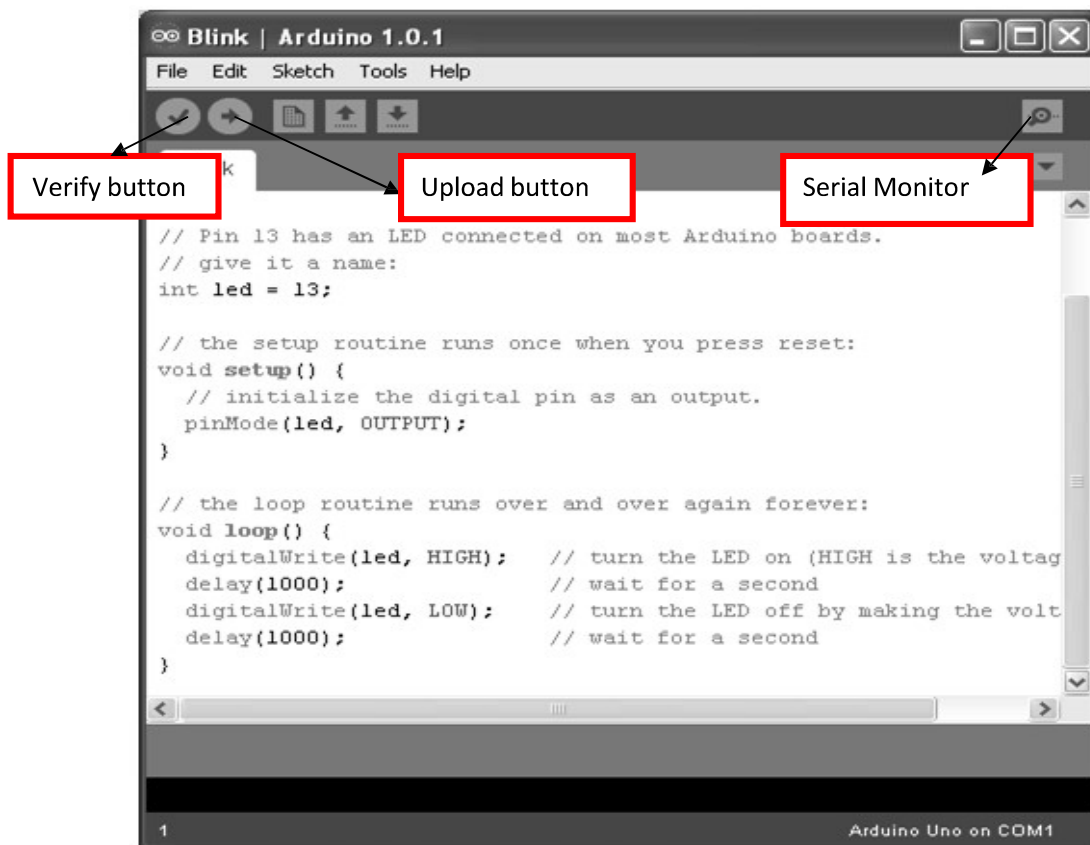 Blink | Arduino 1.0.1
File Edit Sketch Tools Help
Verify button
Upload button
Serial Monitor
k
// Pin 13 has an LED connected on most Arduino boards.
// give it a name:
int led = 13;
// the setup routine runs once when you press reset:
void setup() {
// initialize the digital pin as an output.
pinMode(led, OUTPUT);
}
// the loop routine runs over and over again forever:
void loop() {
digitalWrite(led, HIGH); // turn the LED on (HIGH is the voltag
delay(1000); // wait for a second
digitalWrite(led, LOW); // turn the LED off by making the volt
delay(1000); // wait for a second
}
1
Arduino Uno on COM1